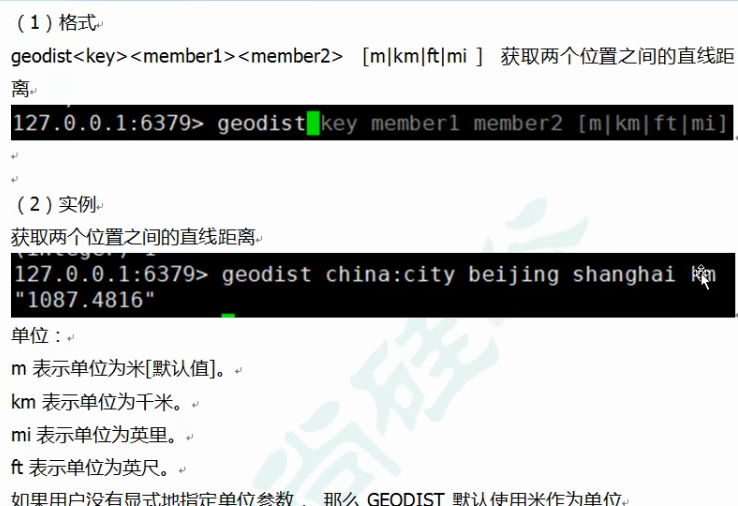 （1）格式
geodist<key><member1><member2> [m|km|ft|mi ] 获取两个位置之间的直线距
离
127.0.0.1:6379> geodist key member1 member2 [m|km|ft|mi]
（2）实例
获取两个位置之间的直线距离
(integer) 1
127.0.0.1:6379> geodist china:city beijing shanghai km
"1087.4816"
单位：
m 表示单位为米[默认值]。
km 表示单位为千米。
mi 表示单位为英里。
ft 表示单位为英尺。
如果用户没有显式地指定单位参数， 那么 GEODIST 默认使用米作为单位
尚硅谷